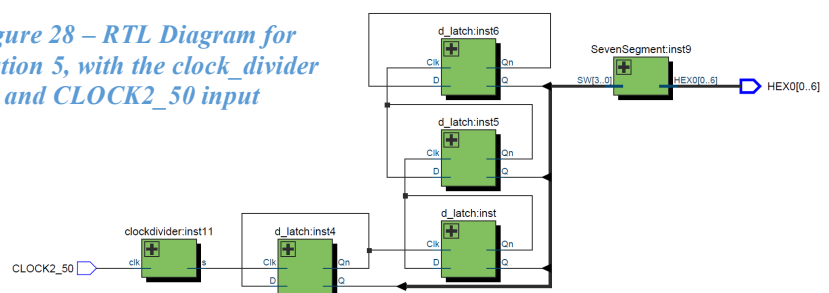 gure 28 – RTL Diagram for
tion 5, with the clock_divider
and CLOCK2_50 input
d_latch:inst6
Clk
Qn
D
Q
SevenSegment:inst9
SW[3..0]
HEX0[0..6]
HEX0[0..6]
d_latch:inst5
Clk
Qn
D
Q
d_latch:inst
Clk
Qn
D
Q
clockdivider:inst11
clk
s
CLOCK2_50
d_latch:inst4
Clk
Qn
D
Q